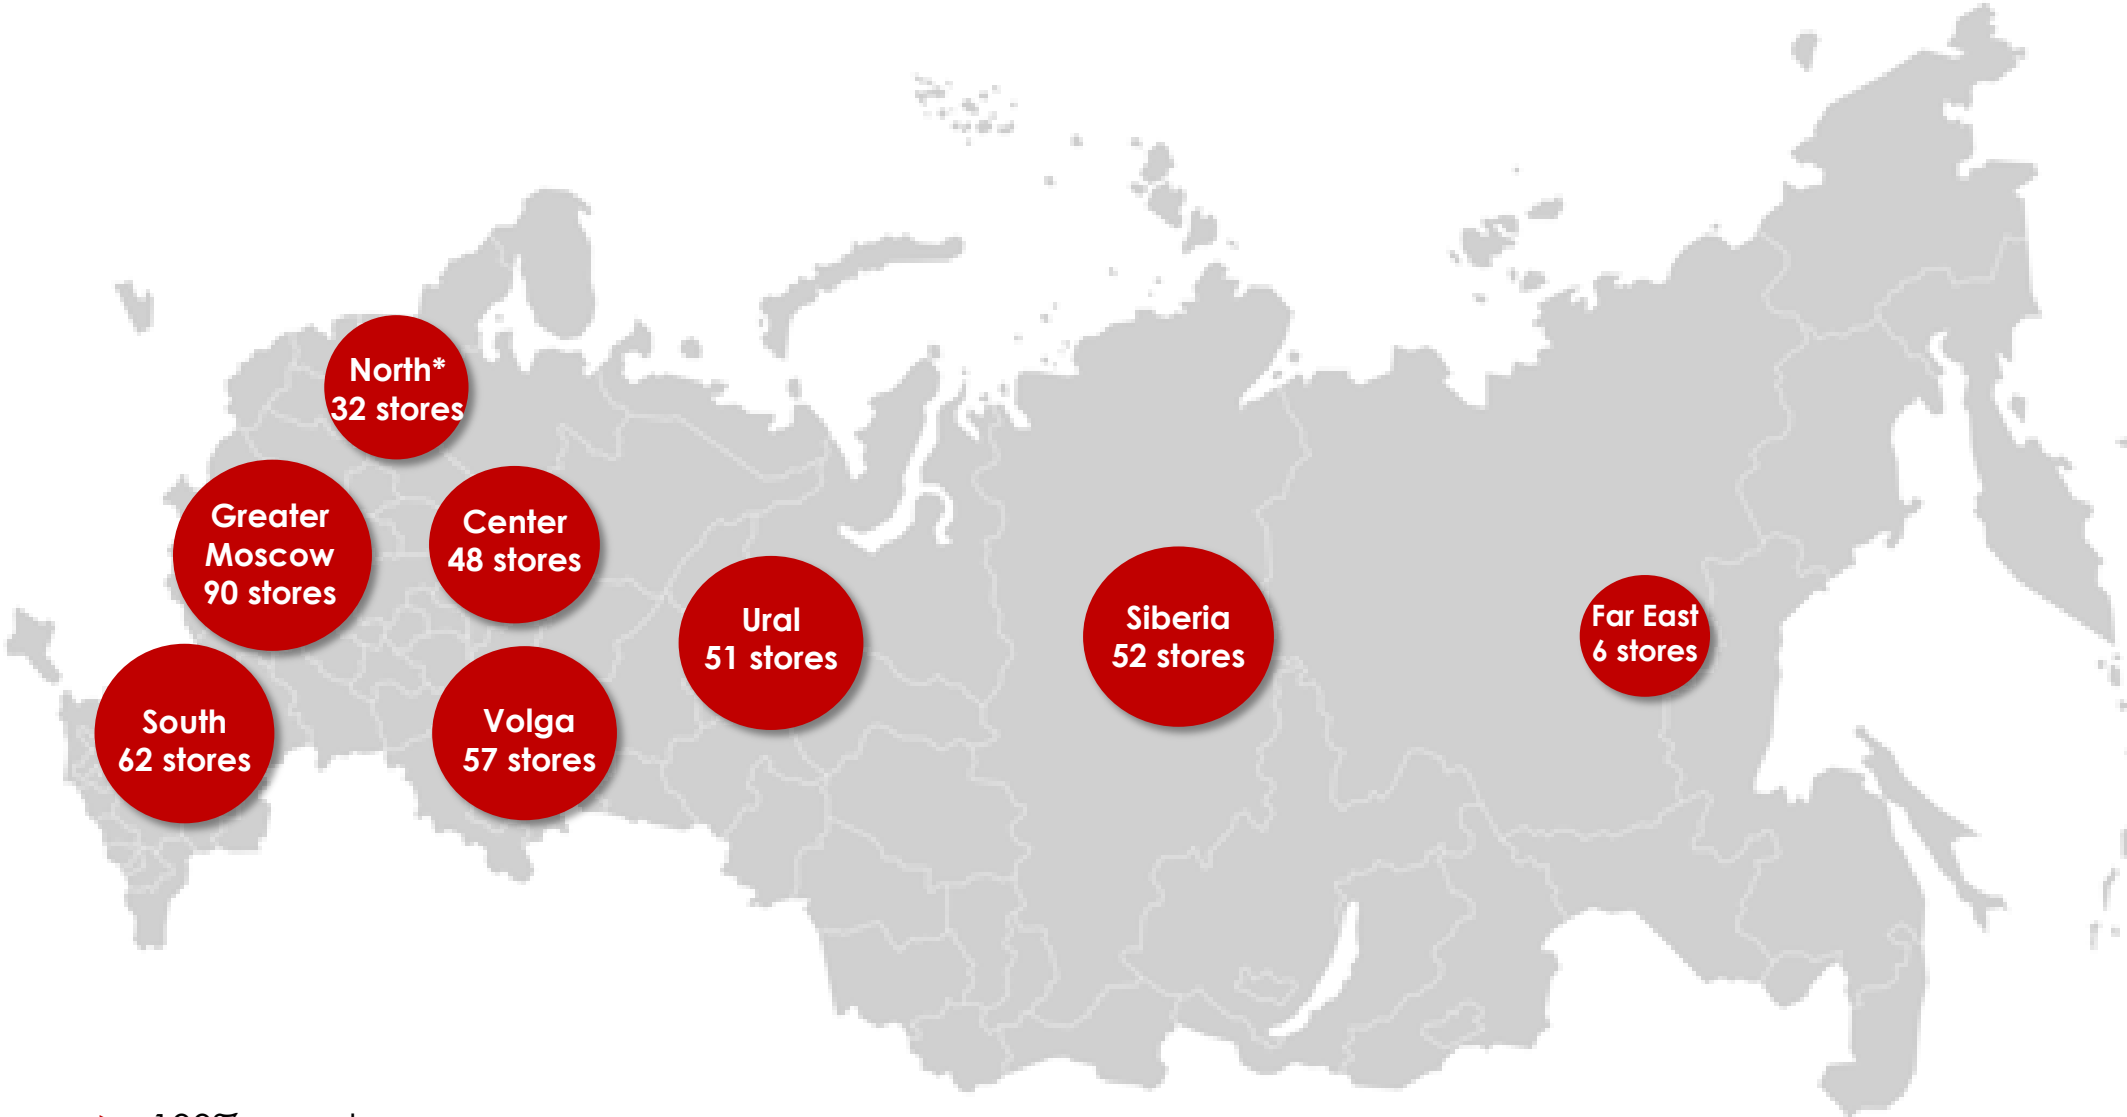 North*
32 stores
Greater
Moscow
90 stores
Center
48 stores
Ural
51 stores
Siberia
52 stores
Far East
6 stores
South
62 stores
Volga
57 stores